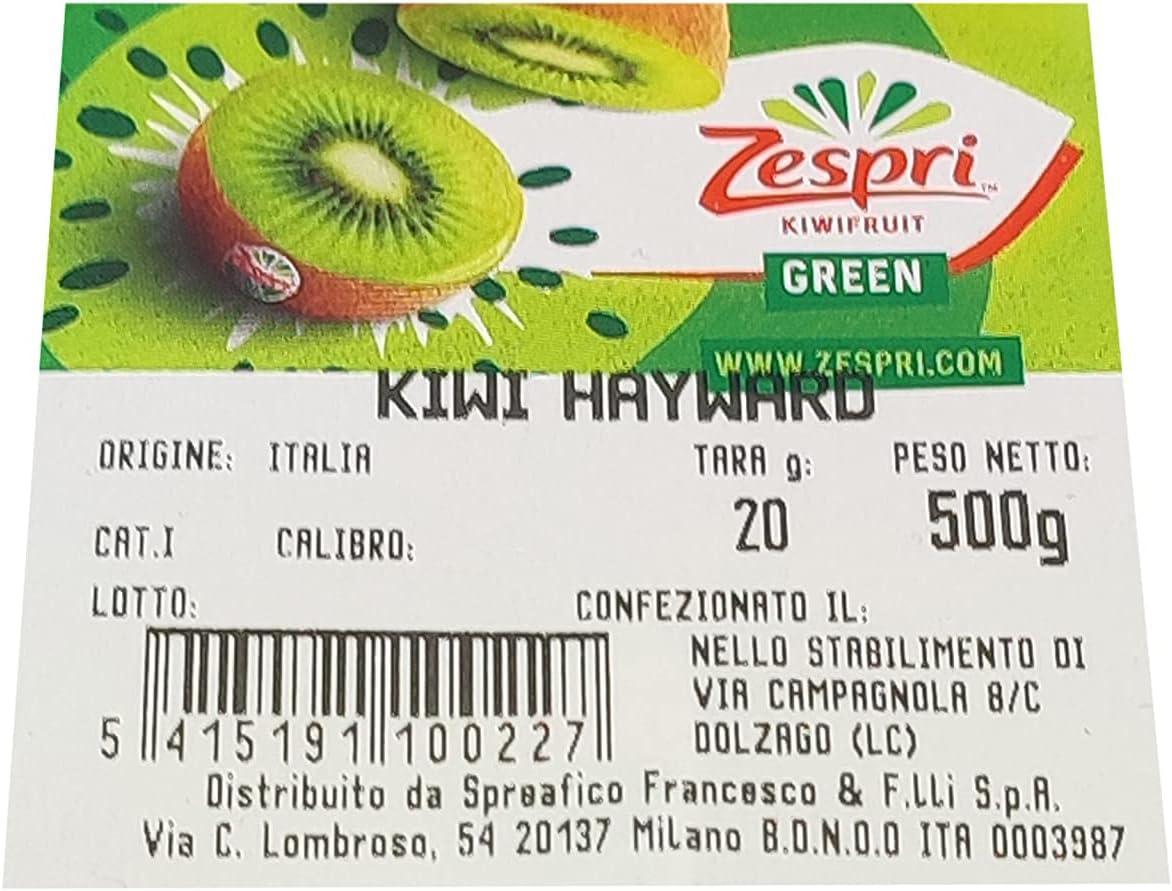 Zespri™
KIWIFRUIT
GREEN
WWW.ZESPRI.COM
KIWI HAYWARD
ORIGINE: ITALIA TARA g: PESO NETTO:
20 500g
CAT.I CALIBRO:
LOTTO: CONFEZIONATO IL:
NELLO STABILIMENTO DI
VIA CAMPAGNOLA 8/C
DOLZAGO (LC)
5 415191 100227
Distribuito da Spreafico Francesco & F.lli S.p.A.
Via C. Lombroso, 54 20137 Milano B.D.N.O.O ITA 0003987